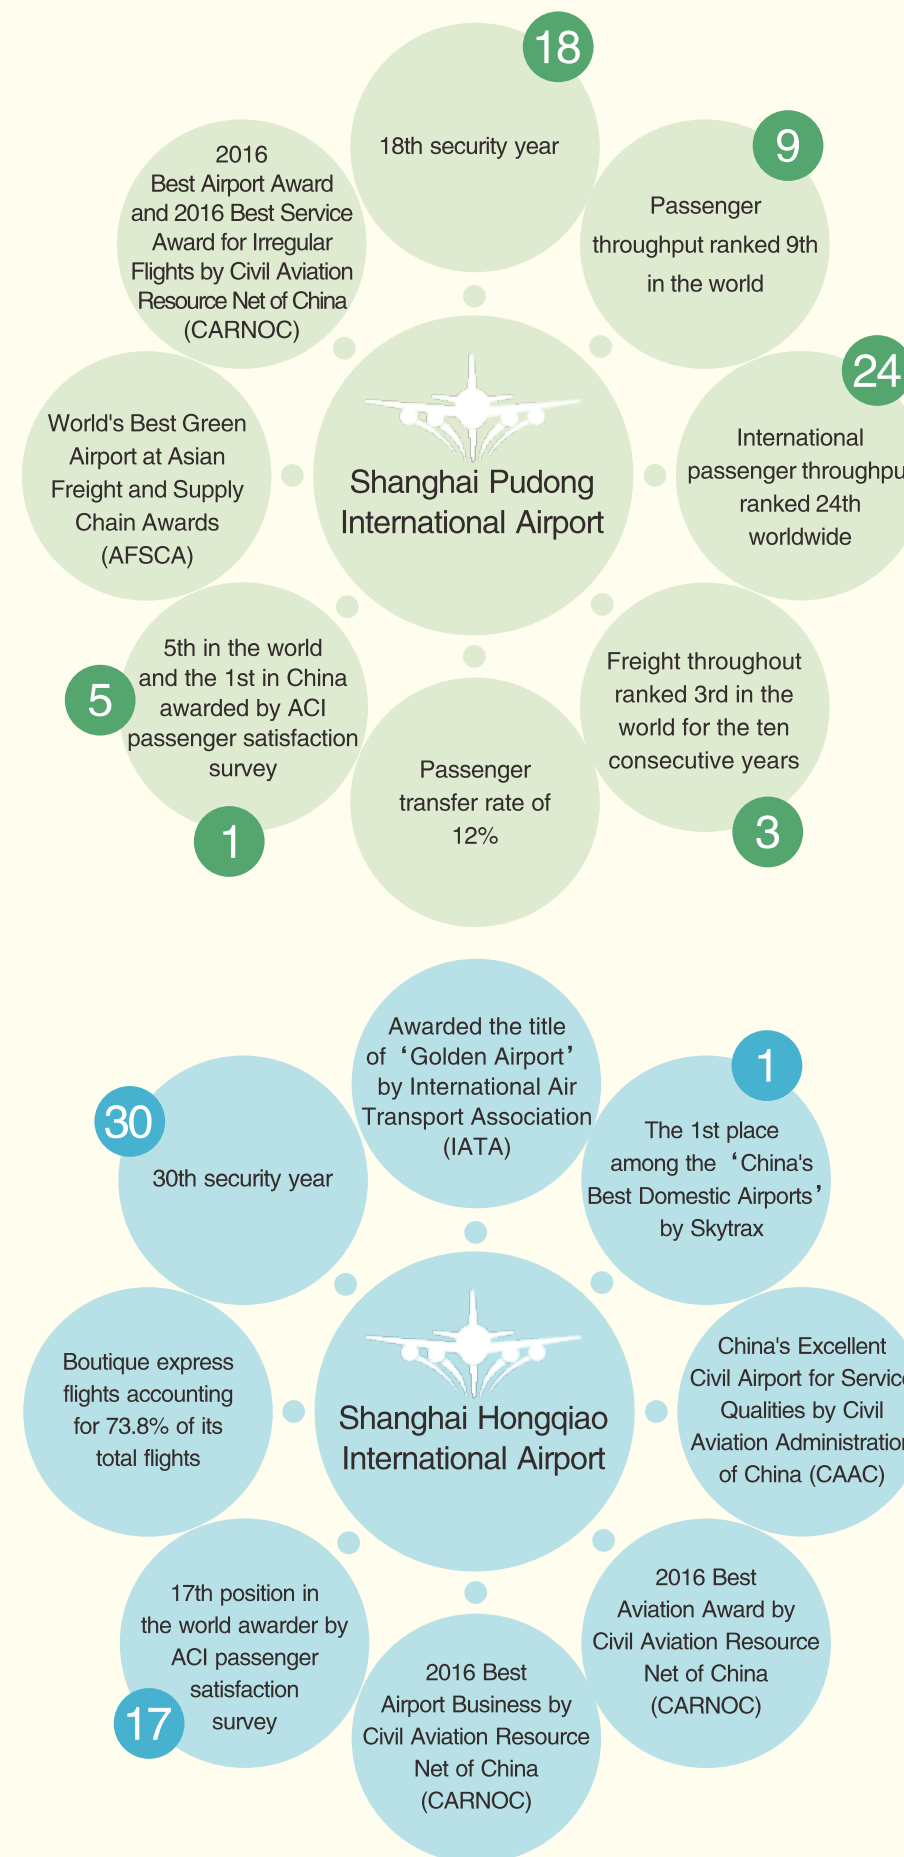 18
18th security year
9
Passenger
throughput ranked 9th
in the world
2016
Best Airport Award
and 2016 Best Service
Award for Irregular
Flights by Civil Aviation
Resource Net of China
(CARNOC)
24
International
passenger throughpu
ranked 24th
worldwide
World's Best Green
Airport at Asian
Freight and Supply
Chain Awards
(AFSCA)
Shanghai Pudong
International Airport
5
5th in the world
and the 1st in China
awarded by ACI
passenger satisfaction
survey
1
Freight throughout
ranked 3rd in the
world for the ten
consecutive years
3
Passenger
transfer rate of
12%
Awarded the title
of ‘Golden Airport’
by International Air
Transport Association
(IATA)
1
The 1st place
among the ‘China's
Best Domestic Airports’
by Skytrax
30
30th security year
Boutique express
flights accounting
for 73.8% of its
total flights
Shanghai Hongqiao
International Airport
China's Excellent
Civil Airport for Servic
Qualities by Civil
Aviation Administration
of China (CAAC)
17th position in
the world awarder by
ACI passenger
satisfaction
survey
17
2016 Best
Aviation Award by
Civil Aviation Resource
Net of China
(CARNOC)
2016 Best
Airport Business by
Civil Aviation Resource
Net of China
(CARNOC)